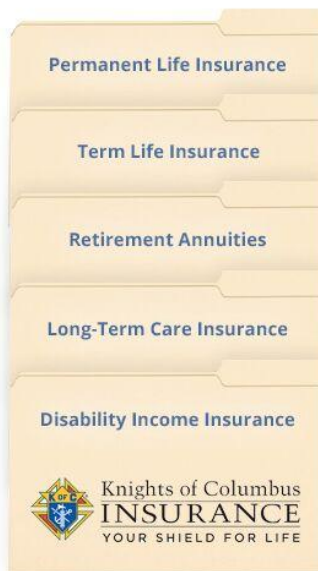 Permanent Life Insurance
Term Life Insurance
Retirement Annuities
Long-Term Care Insurance
Disability Income Insurance
K OF C
Knights of Columbus
INSURANCE
YOUR SHIELD FOR LIFE